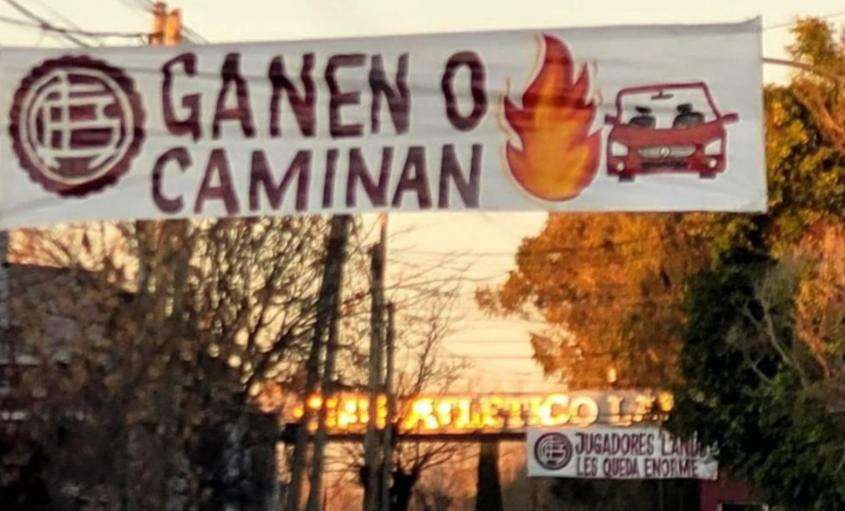 GANEN O
CAMINAN
ATLETICO
JUGADORES
LES QUEDA ENORME